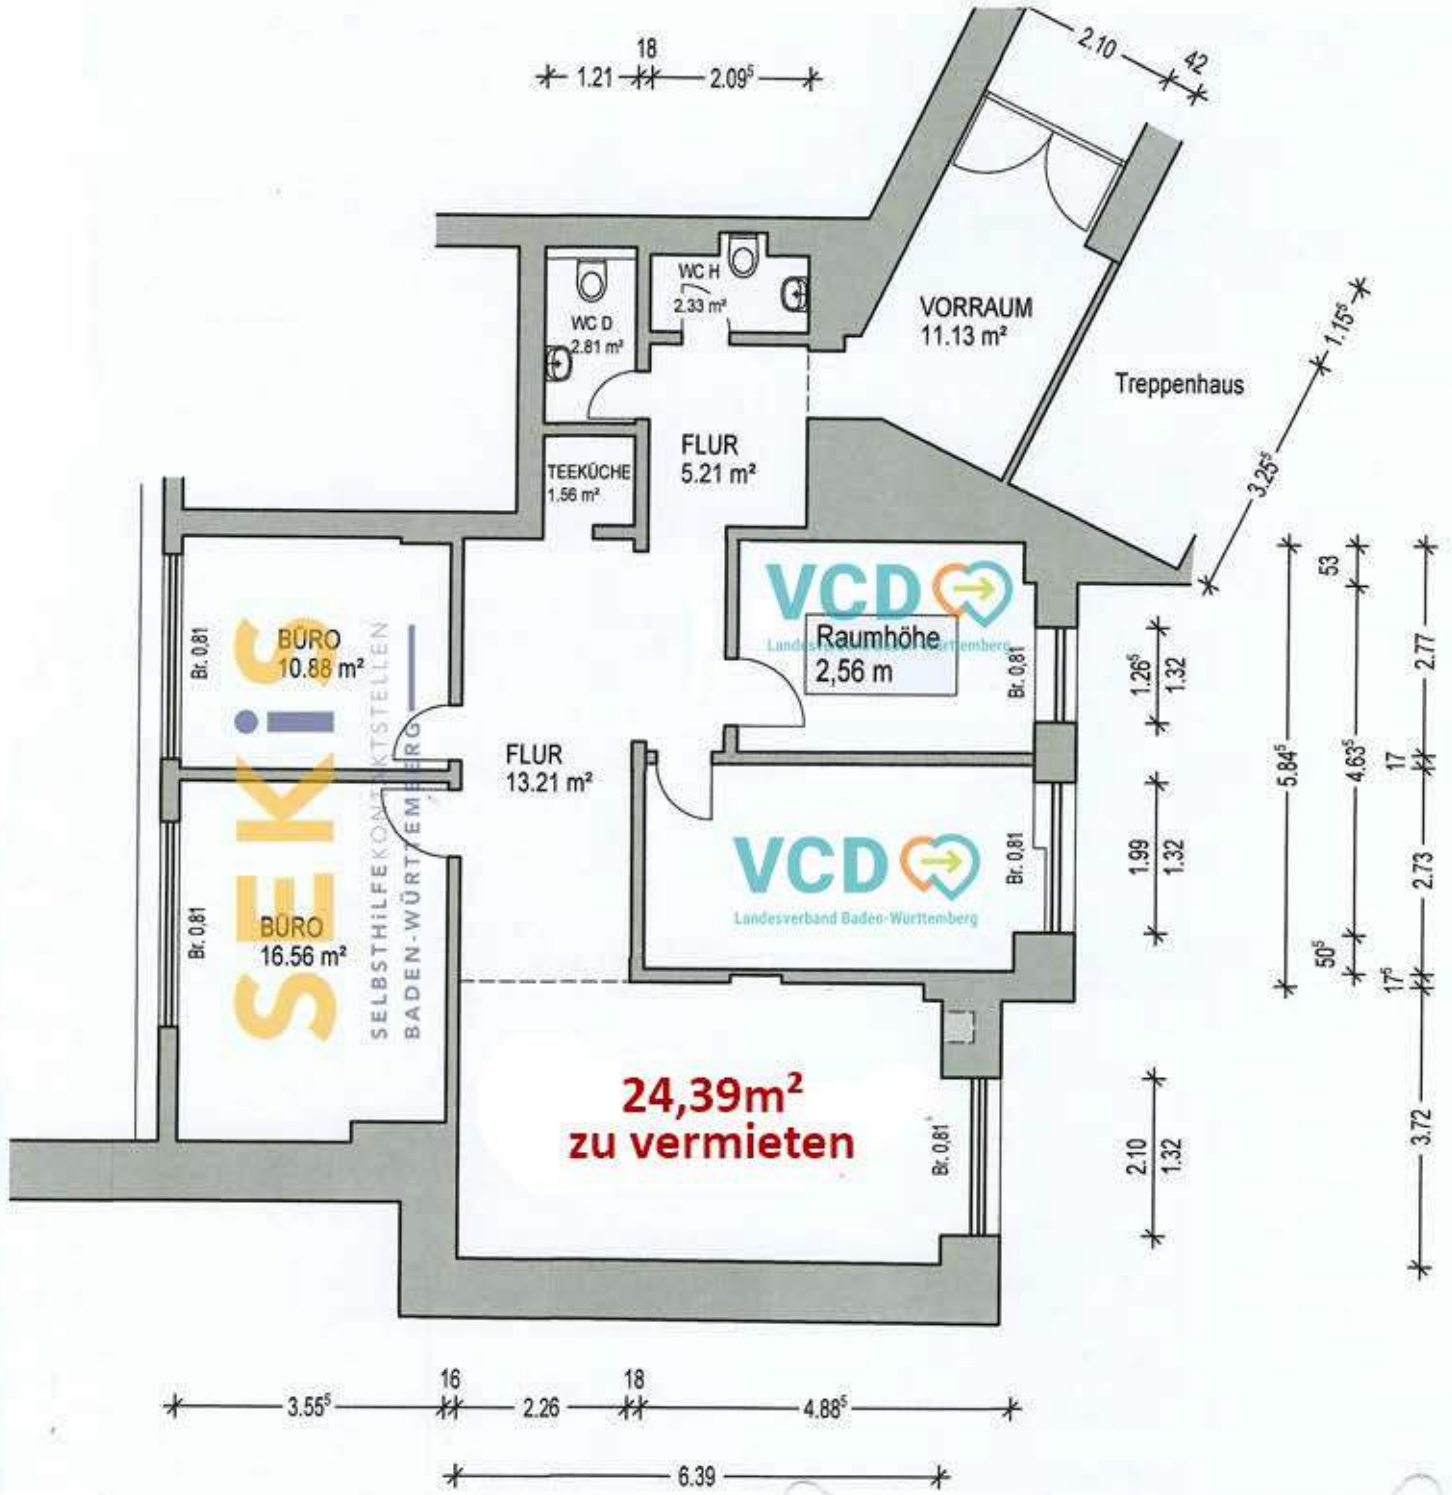 2.10
42
18
1.21
2.09⁵
WC H
2.33 m²
WC D
2.81 m²
VORRAUM
11.13 m²
1.15⁵
Treppenhaus
3.25⁵
FLUR
5.21 m²
TEEKÜCHE
1.56 m²
BÜRO
10.88 m²
Br. 0,81
SEKiS
SELBSTHiLFEKONTAKTSTELLEN
BADEN-WÜRTTEMBERG
FLUR
13.21 m²
BÜRO
16.56 m²
Br. 0,81
VCD
Landesverband Baden-Württemberg
Raumhöhe
2,56 m
Br. 0,81
VCD
Landesverband Baden-Württemberg
Br. 0,81
24,39m²
zu vermieten
Br. 0,81
1.26⁵
1.32
1.99
1.32
2.10
1.32
5.84⁵
53
4.63⁵
50⁵
2.77
17
2.73
17⁵
3.72
16
18
3.55⁵
2.26
4.88⁵
6.39